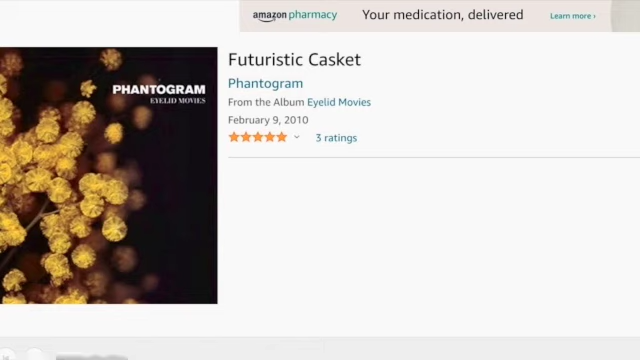 amazon pharmacy Your medication, delivered Learn more ›
Futuristic Casket
Phantogram
From the Album Eyelid Movies
February 9, 2010
3 ratings
PHANTOGRAM
EYELID MOVIES